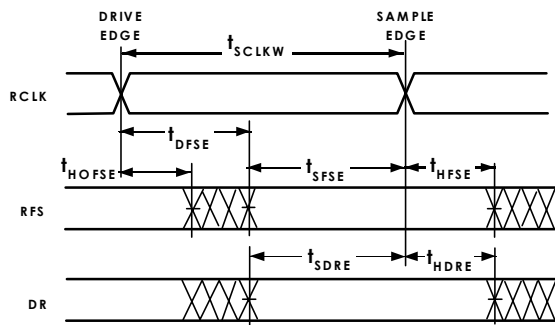 DRIVE EDGE
SAMPLE EDGE
tSCLKW
RCLK
tDFSE
tHOFSE
tSFSE
tHFSE
RFS
tSDRE
tHDRE
DR